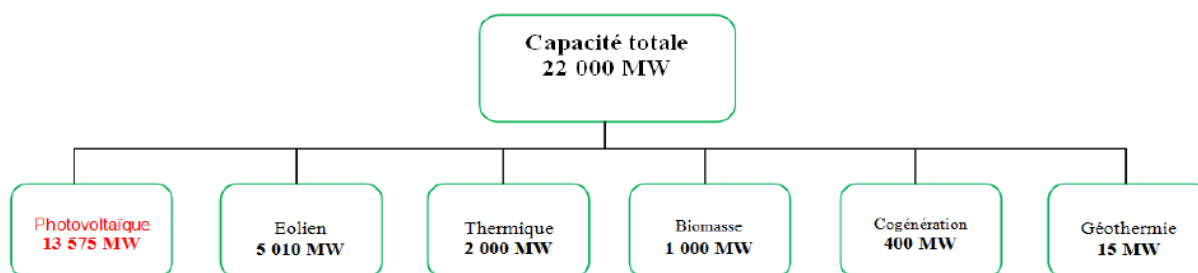 Capacité totale
22 000 MW
Photovoltaïque
13 575 MW
Eolien
5 010 MW
Thermique
2 000 MW
Biomasse
1 000 MW
Cogénération
400 MW
Géothermie
15 MW